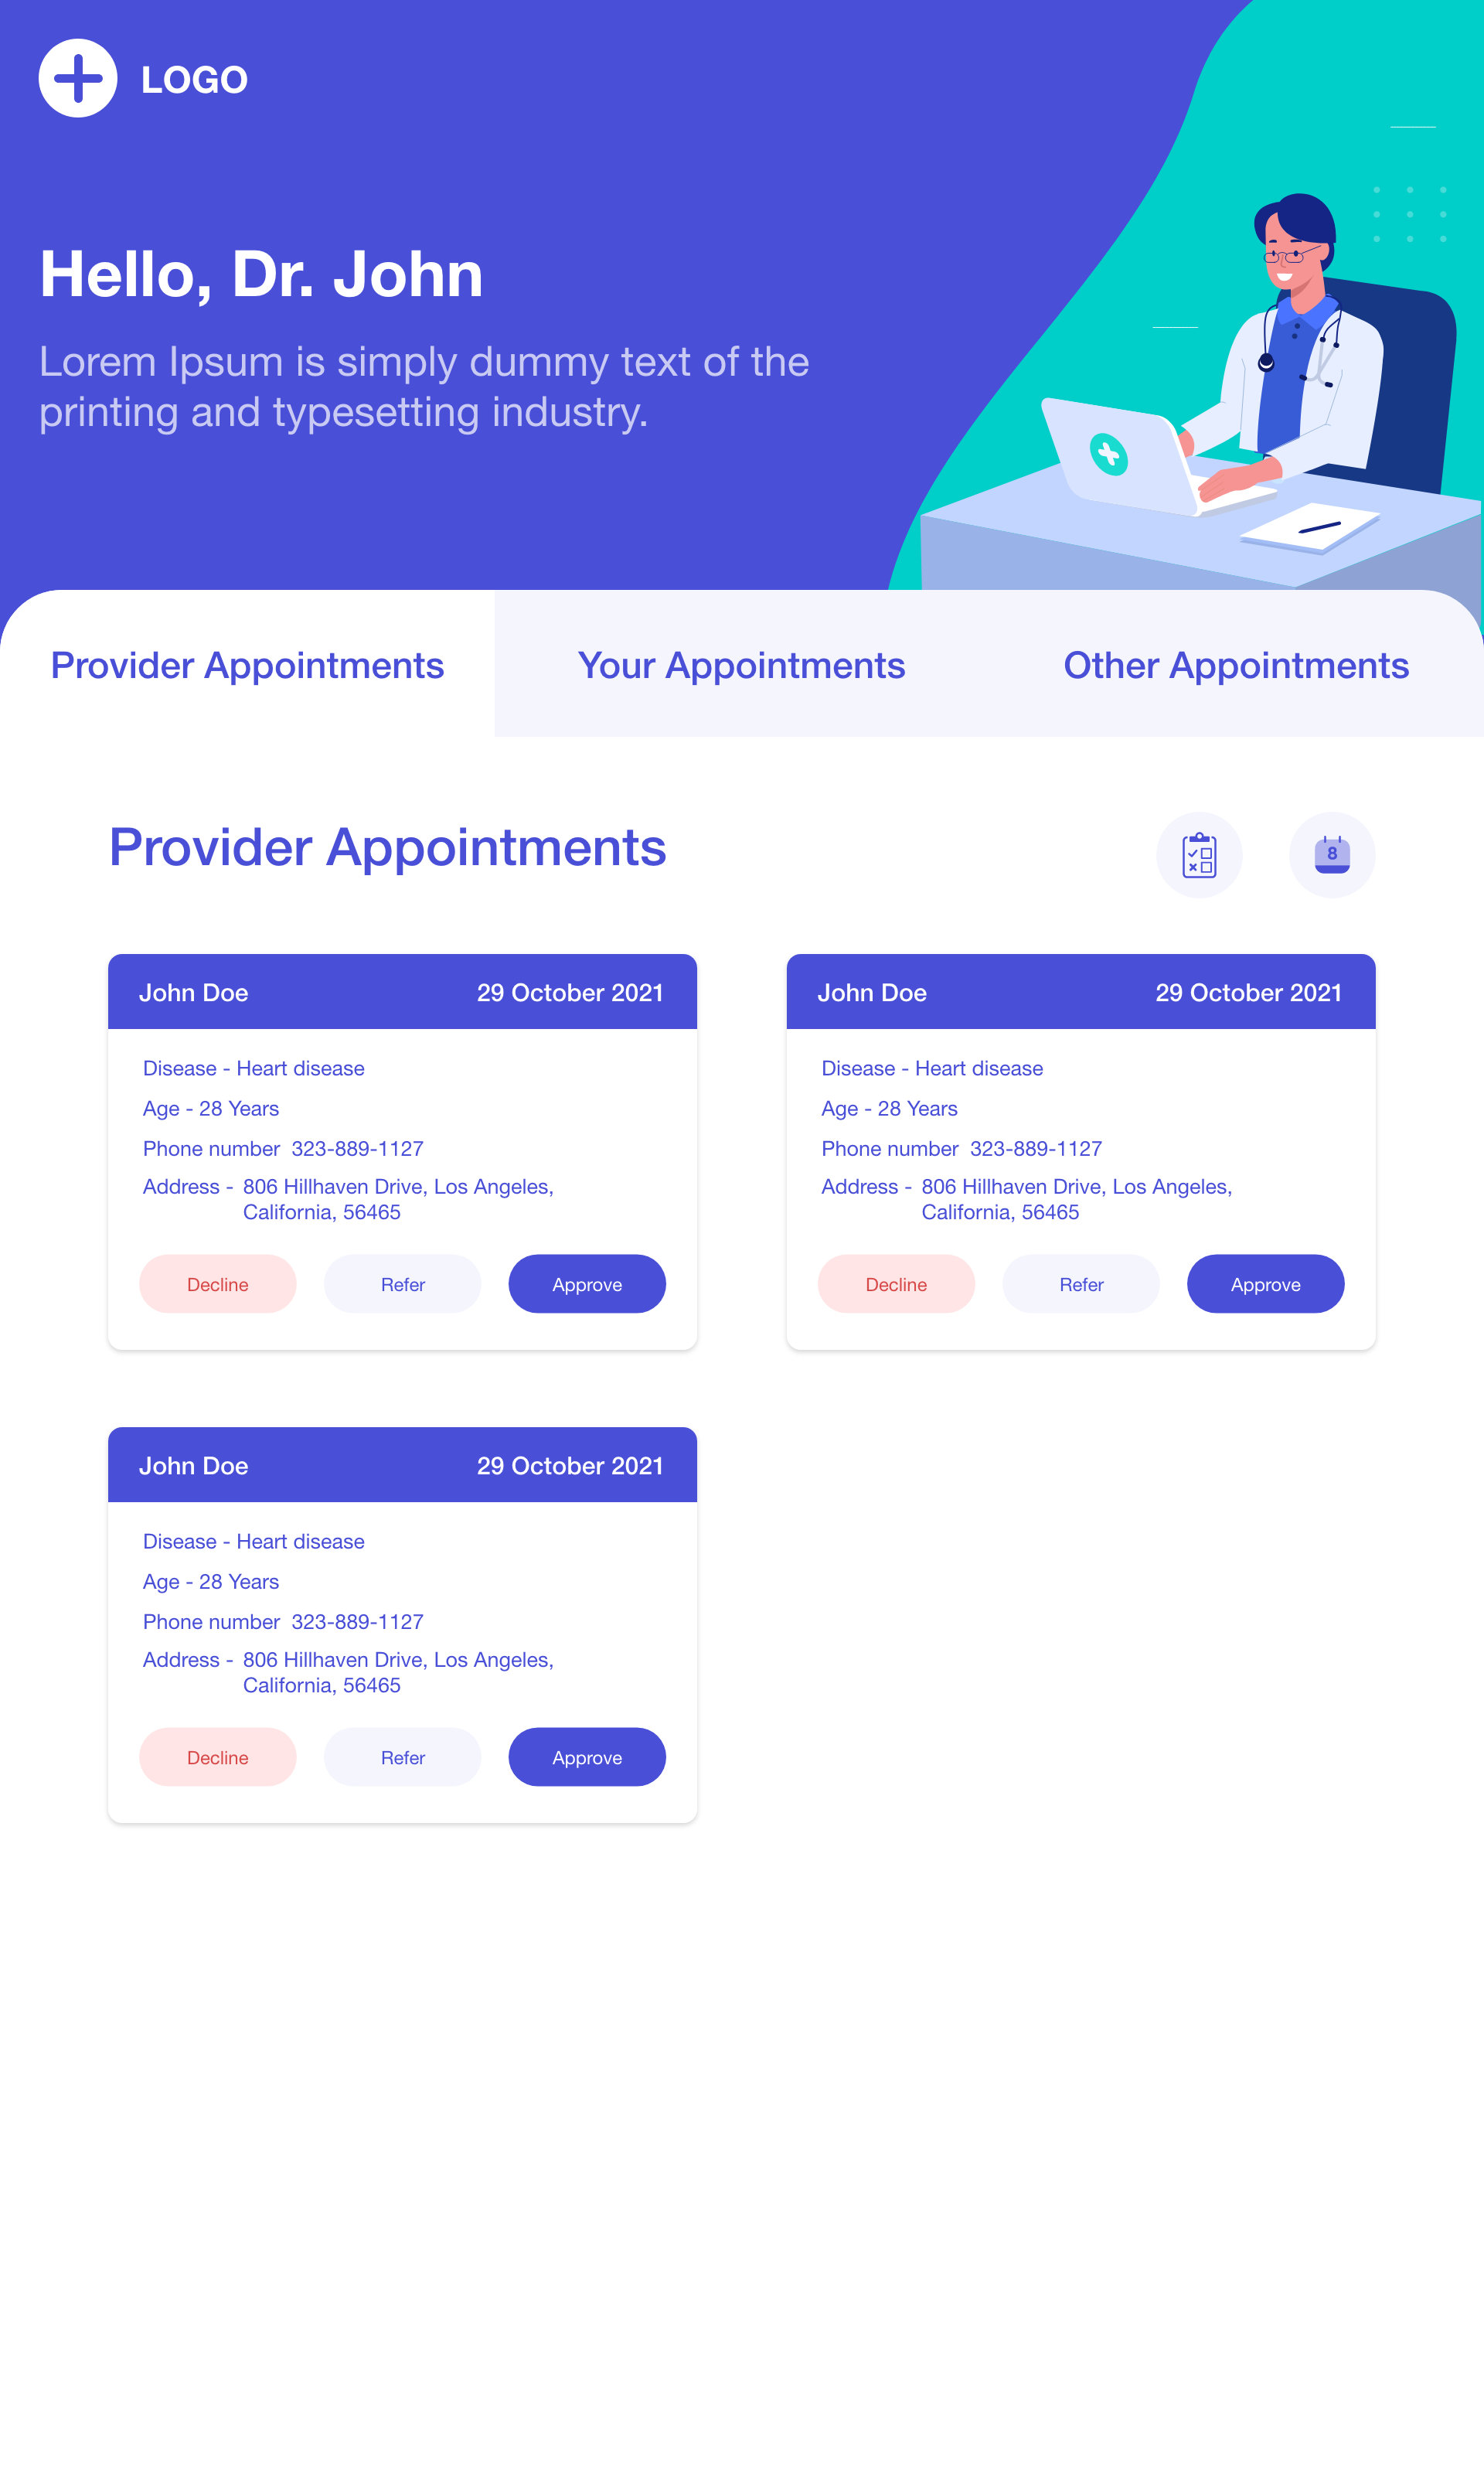 LOGO
Hello, Dr. John
Lorem Ipsum is simply dummy text of the
printing and typesetting industry.
Provider Appointments
Your Appointments
Other Appointments
Provider Appointments
8
John Doe
29 October 2021
Disease - Heart disease
Age - 28 Years
Phone number 323-889-1127
Address - 806 Hillhaven Drive, Los Angeles,
California, 56465
Decline
Refer
Approve
John Doe
29 October 2021
Disease - Heart disease
Age - 28 Years
Phone number 323-889-1127
Address - 806 Hillhaven Drive, Los Angeles,
California, 56465
Decline
Refer
Approve
John Doe
29 October 2021
Disease - Heart disease
Age - 28 Years
Phone number 323-889-1127
Address - 806 Hillhaven Drive, Los Angeles,
California, 56465
Decline
Refer
Approve